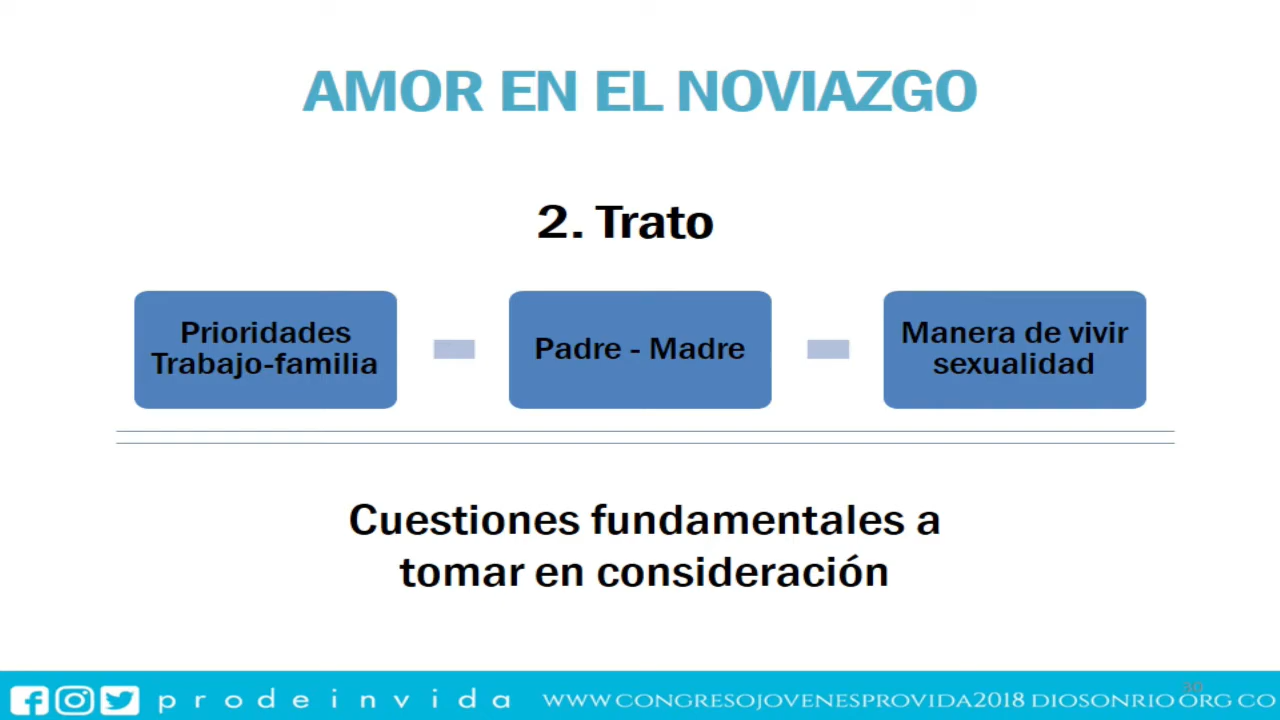 AMOR EN EL NOVIAZGO
2. Trato
Prioridades
Trabajo-familia
Padre - Madre
Manera de vivir
sexualidad
Cuestiones fundamentales a
tomar en consideración
prodeinvida
WWW.CONGRESOJOVENESPROVIDA2018 DIOSONRIO ORG CO